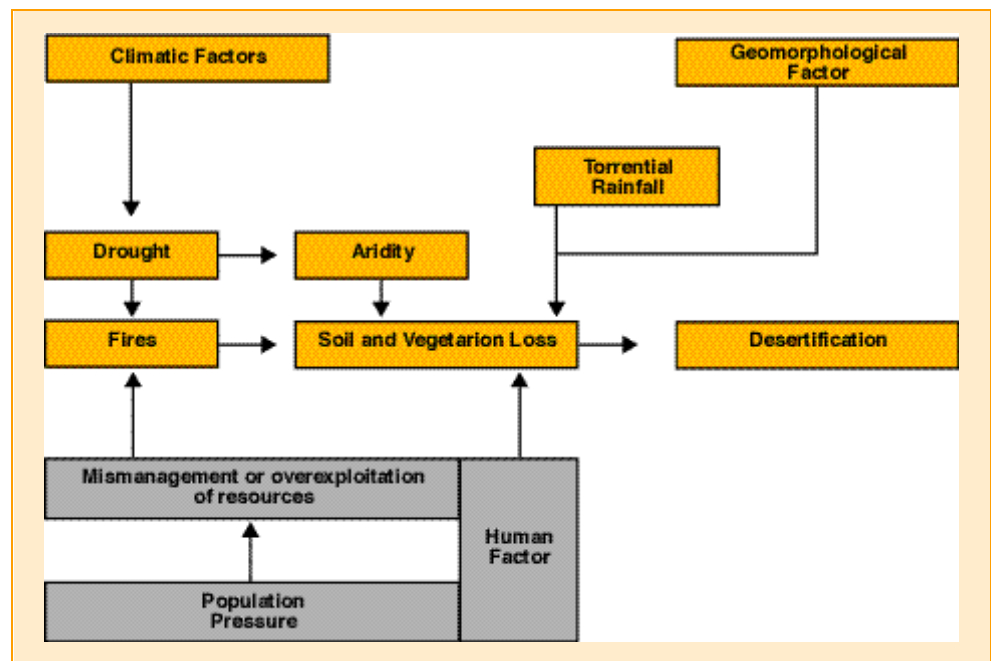 Climatic Factors
Geomorphological
Factor
Torrential
Rainfall
Drought
Aridity
Fires
Soil and Vegetarion Loss
Desertification
Mismanagement or overexploitation
of resources
Human
Factor
Population
Pressure